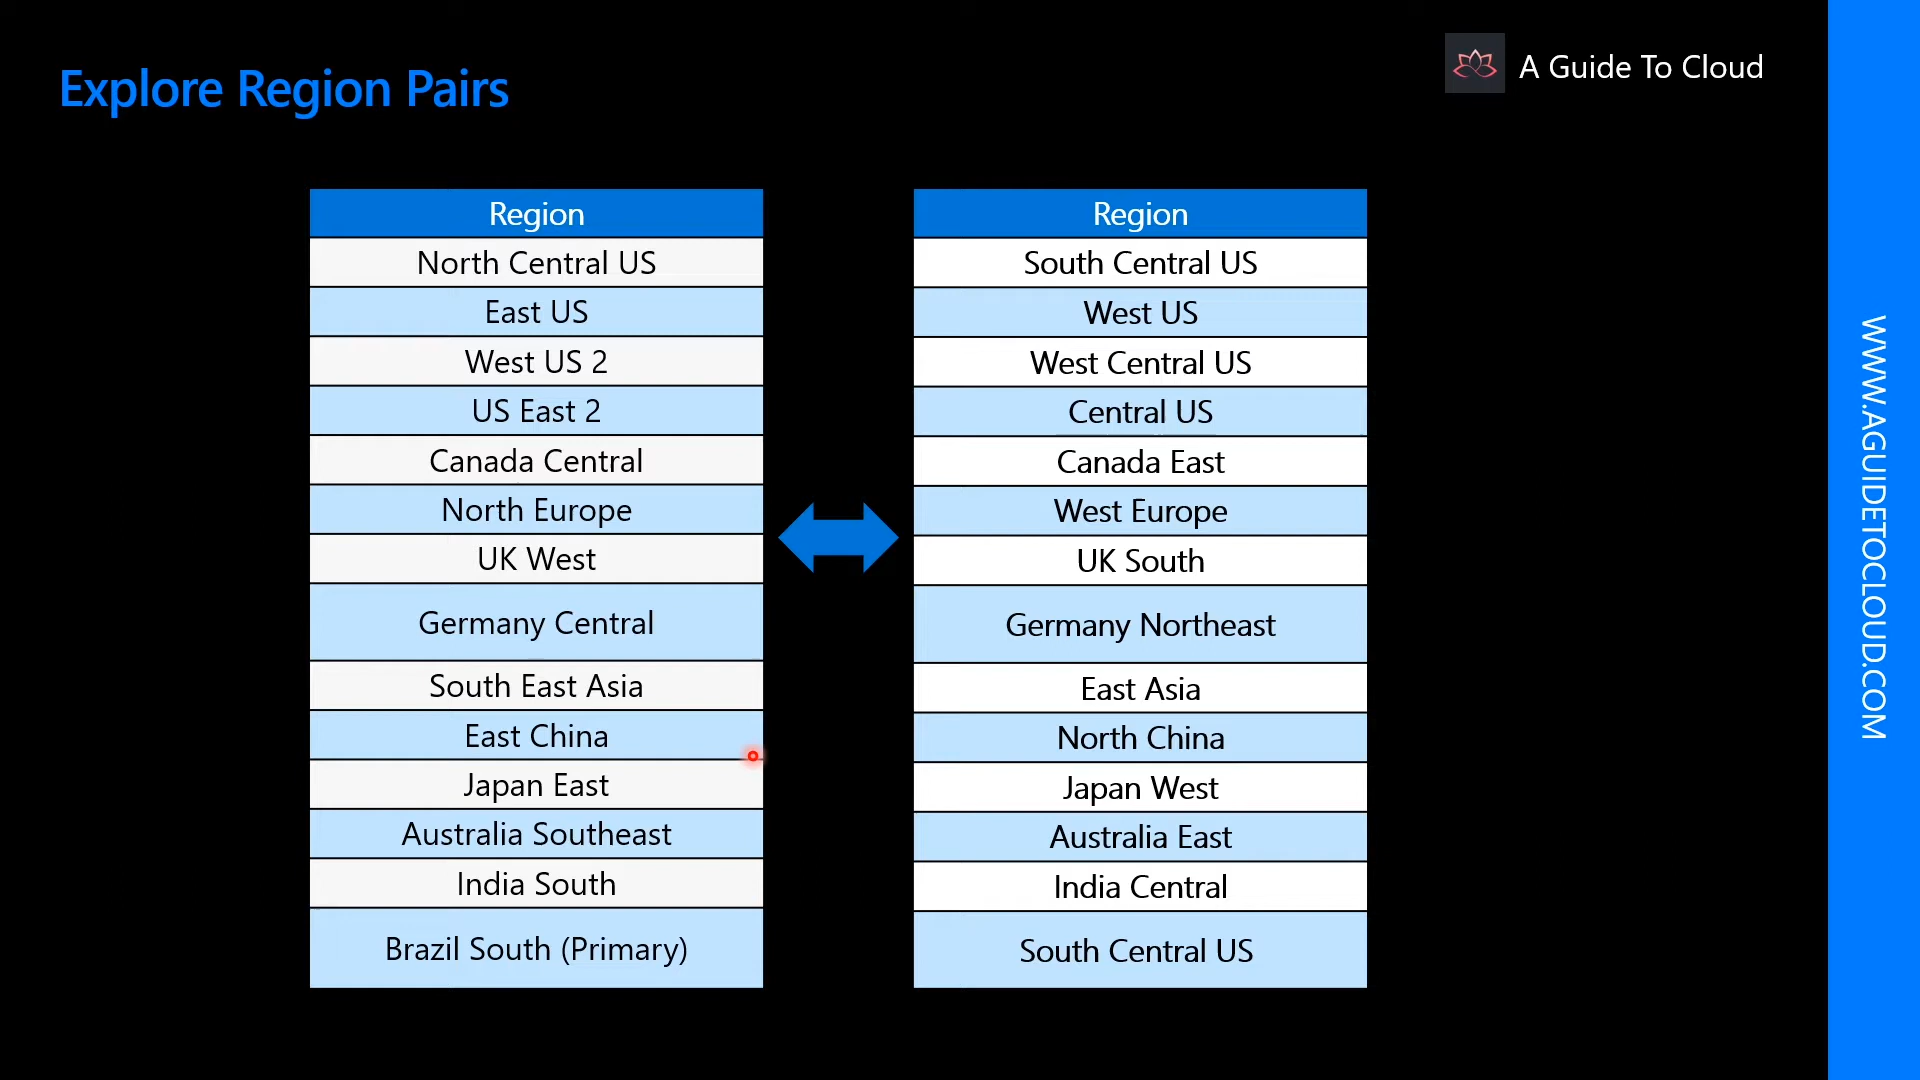 Explore Region Pairs
A Guide To Cloud
Region
North Central US
East US
West US 2
US East 2
Canada Central
North Europe
UK West
Germany Central
South East Asia
East China
Japan East
Australia Southeast
India South
Brazil South (Primary)
Region
South Central US
West US
West Central US
Central US
Canada East
West Europe
UK South
Germany Northeast
East Asia
North China
Japan West
Australia East
India Central
South Central US
WWW.AGUIDETOCLOUD.COM